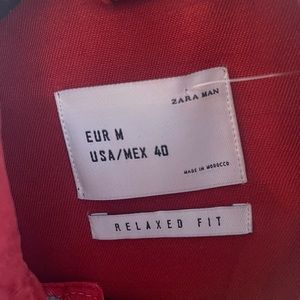 ZARA MAN
EUR M
USA/MEX 40
MADE IN MOROCCO
RELAXED FIT